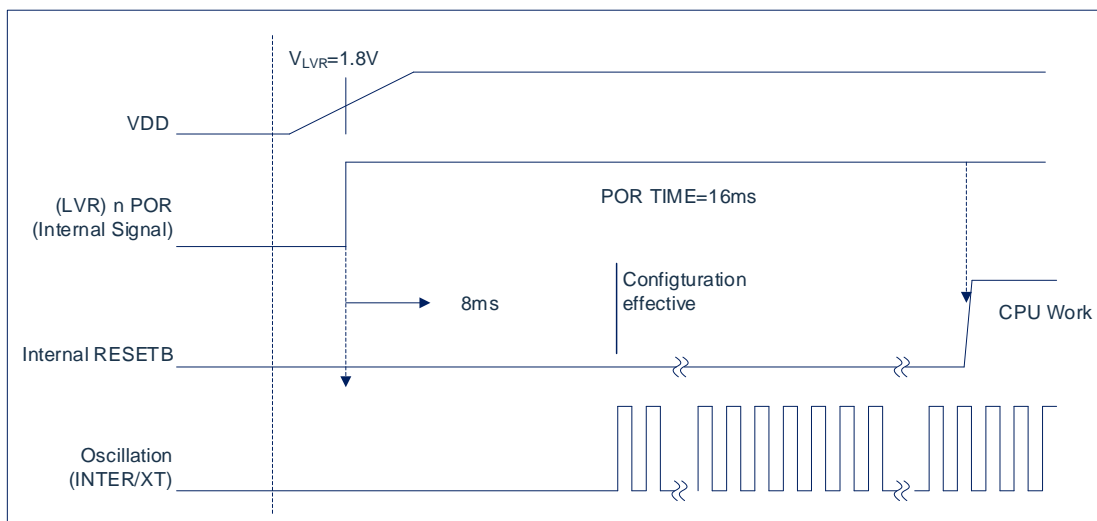 V_LVR=1.8V
VDD
(LVR) n POR
(Internal Signal)
POR TIME=16ms
Configturation
effective
8ms
CPU Work
Internal RESETB
Oscillation
(INTER/XT)